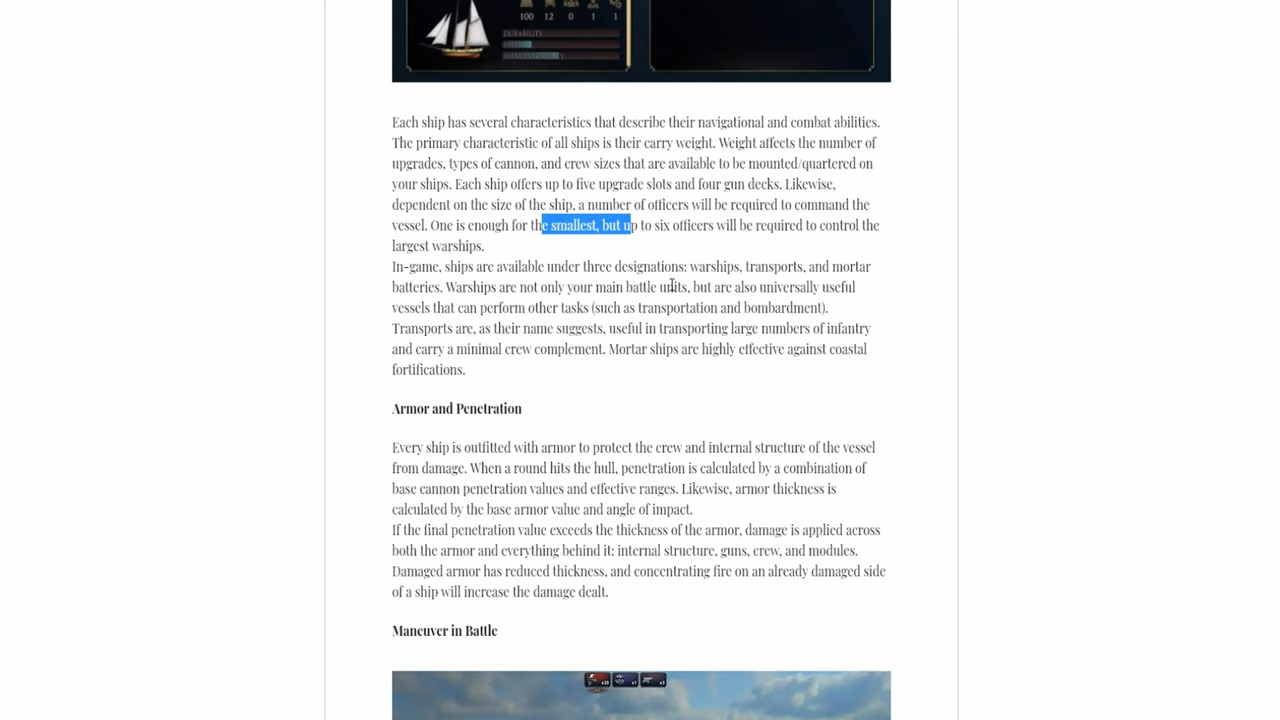 100 12 0 1 1
DURABILITY
SPEED
MANEUVERABILITY
Each ship has several characteristics that describe their navigational and combat abilities.
The primary characteristic of all ships is their carry weight. Weight affects the number of
upgrades, types of cannon, and crew sizes that are available to be mounted/quartered on
your ships. Each ship offers up to five upgrade slots and four gun decks. Likewise,
dependent on the size of the ship, a number of officers will be required to command the
vessel. One is enough for the smallest, but up to six officers will be required to control the
largest warships.
In-game, ships are available under three designations: warships, transports, and mortar
batteries. Warships are not only your main battle units, but are also universally useful
vessels that can perform other tasks (such as transportation and bombardment).
Transports are, as their name suggests, useful in transporting large numbers of infantry
and carry a minimal crew complement. Mortar ships are highly effective against coastal
fortifications.
Armor and Penetration
Every ship is outfitted with armor to protect the crew and internal structure of the vessel
from damage. When a round hits the hull, penetration is calculated by a combination of
base cannon penetration values and effective ranges. Likewise, armor thickness is
calculated by the base armor value and angle of impact.
If the final penetration value exceeds the thickness of the armor, damage is applied across
both the armor and everything behind it: internal structure, guns, crew, and modules.
Damaged armor has reduced thickness, and concentrating fire on an already damaged side
of a ship will increase the damage dealt.
Maneuver in Battle
x20 x7 x3